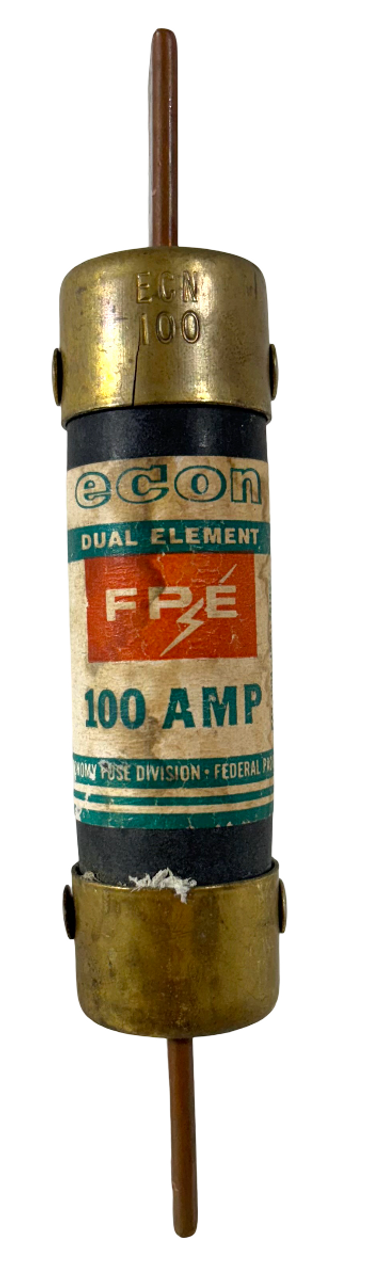 ECN
100
econ
DUAL ELEMENT
FPE
100 AMP
FUSE DIVISION • FEDERAL